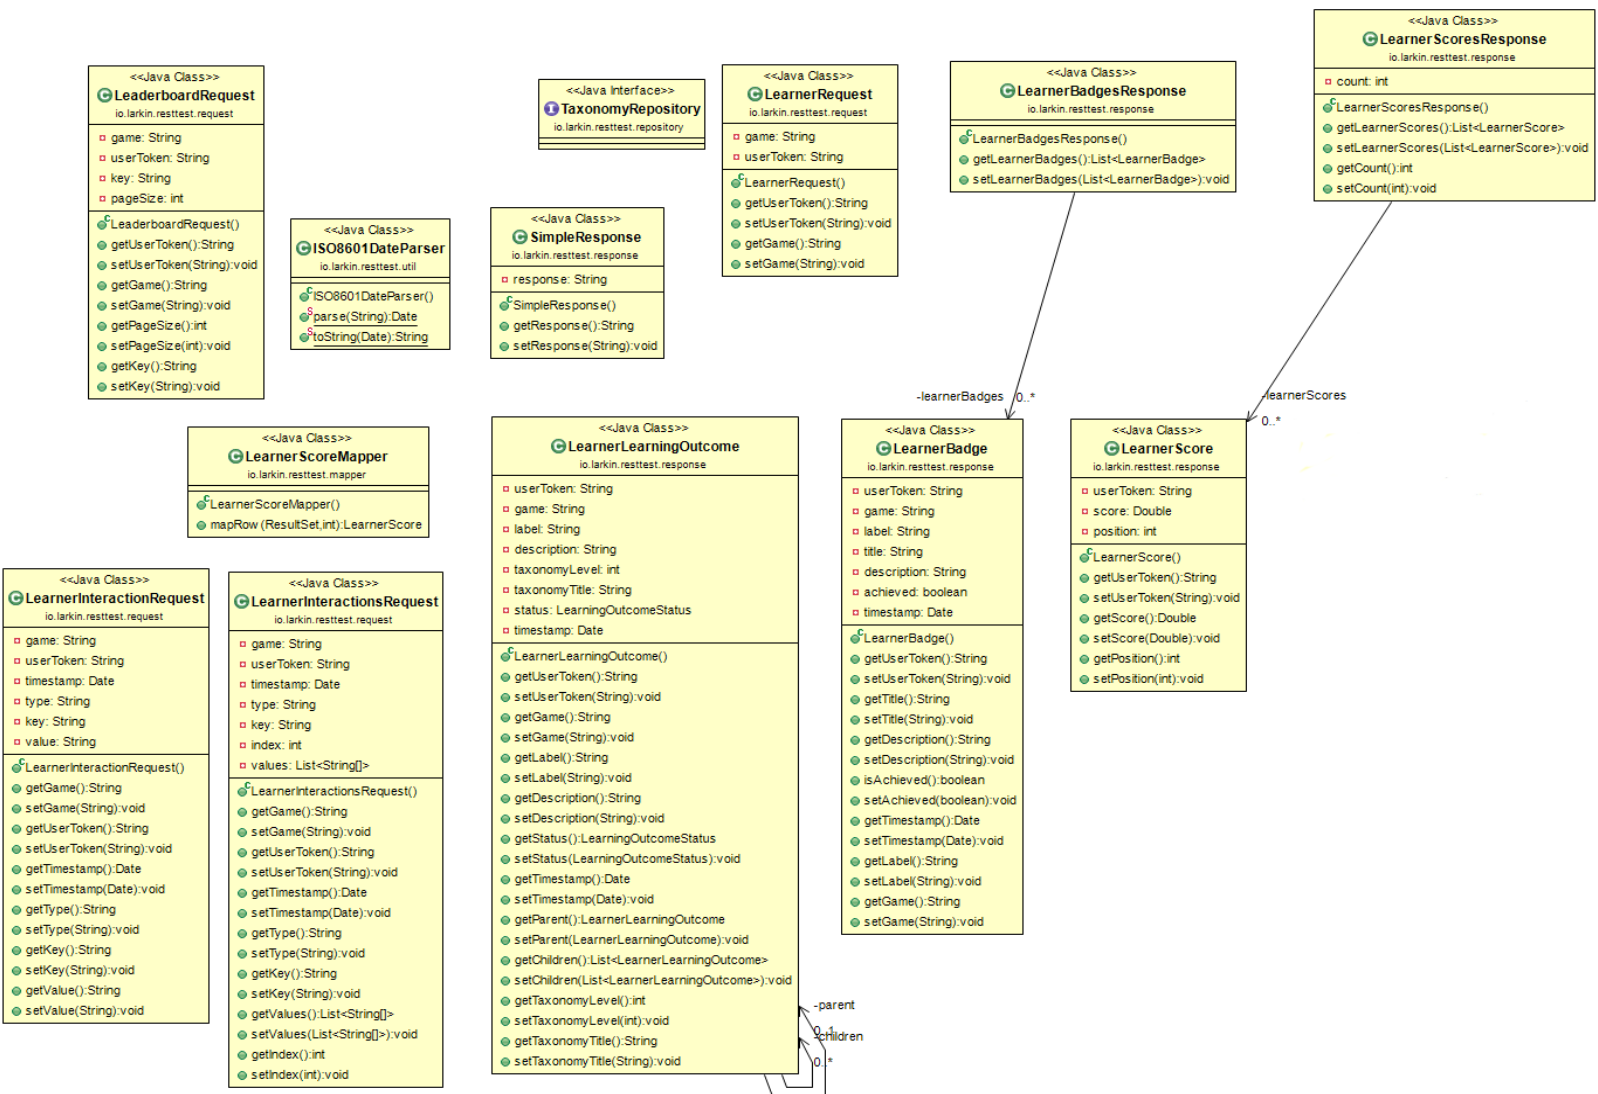 <<Java Class>>
LeaderboardRequest
io.larkin.resttest.request
game: String
userToken: String
key: String
pageSize: int
LeaderboardRequest()
getUserToken():String
setUserToken(String):void
getGame():String
setGame(String):void
getPageSize():int
setPageSize(int):void
getKey():String
setKey(String):void
<<Java Class>>
ISO8601DateParser
io.larkin.resttest.util
ISO8601DateParser()
parse(String):Date
toString(Date):String
<<Java Interface>>
TaxonomyRepository
io.larkin.resttest.repository
<<Java Class>>
SimpleResponse
io.larkin.resttest.response
response: String
SimpleResponse()
getResponse():String
setResponse(String):void
<<Java Class>>
LearnerRequest
io.larkin.resttest.request
game: String
userToken: String
LearnerRequest()
getUserToken():String
setUserToken(String):void
getGame():String
setGame(String):void
<<Java Class>>
LearnerBadgesResponse
io.larkin.resttest.response
LearnerBadgesResponse()
getLearnerBadges():List<LearnerBadge>
setLearnerBadges(List<LearnerBadge>):void
<<Java Class>>
LearnerScoresResponse
io.larkin.resttest.response
count: int
LearnerScoresResponse()
getLearnerScores():List<LearnerScore>
setLearnerScores(List<LearnerScore>):void
getCount():int
setCount(int):void
-learnerBadges 0..*
-learnerScores
0..*
<<Java Class>>
LearnerScoreMapper
io.larkin.resttest.mapper
LearnerScoreMapper()
mapRow(ResultSet,int):LearnerScore
<<Java Class>>
LearnerInteractionRequest
io.larkin.resttest.request
game: String
userToken: String
timestamp: Date
type: String
key: String
value: String
LearnerInteractionRequest()
getGame():String
setGame(String):void
getUserToken():String
setUserToken(String):void
getTimestamp():Date
setTimestamp(Date):void
getType():String
setType(String):void
getKey():String
setKey(String):void
getValue():String
setValue(String):void
<<Java Class>>
LearnerInteractionsRequest
io.larkin.resttest.request
game: String
userToken: String
timestamp: Date
type: String
key: String
index: int
values: List<String[]>
LearnerInteractionsRequest()
getGame():String
setGame(String):void
getUserToken():String
setUserToken(String):void
getTimestamp():Date
setTimestamp(Date):void
getType():String
setType(String):void
getKey():String
setKey(String):void
getValues():List<String[]>
setValues(List<String[]>):void
getIndex():int
setIndex(int):void
<<Java Class>>
LearnerLearningOutcome
io.larkin.resttest.response
userToken: String
game: String
label: String
description: String
taxonomyLevel: int
taxonomyTitle: String
status: LearningOutcomeStatus
timestamp: Date
LearnerLearningOutcome()
getUserToken():String
setUserToken(String):void
getGame():String
setGame(String):void
getLabel():String
setLabel(String):void
getDescription():String
setDescription(String):void
getStatus():LearningOutcomeStatus
setStatus(LearningOutcomeStatus):void
getTimestamp():Date
setTimestamp(Date):void
getParent():LearnerLearningOutcome
setParent(LearnerLearningOutcome):void
getChildren():List<LearnerLearningOutcome>
setChildren(List<LearnerLearningOutcome>):void
getTaxonomyLevel():int
setTaxonomyLevel(int):void
getTaxonomyTitle():String
setTaxonomyTitle(String):void
-parent
0..1
-children
0..*
<<Java Class>>
LearnerBadge
io.larkin.resttest.response
userToken: String
game: String
label: String
title: String
description: String
achieved: boolean
timestamp: Date
LearnerBadge()
getUserToken():String
setUserToken(String):void
getTitle():String
setTitle(String):void
getDescription():String
setDescription(String):void
isAchieved():boolean
setAchieved(boolean):void
getTimestamp():Date
setTimestamp(Date):void
getLabel():String
setLabel(String):void
getGame():String
setGame(String):void
<<Java Class>>
LearnerScore
io.larkin.resttest.response
userToken: String
score: Double
position: int
LearnerScore()
getUserToken():String
setUserToken(String):void
getScore():Double
setScore(Double):void
getPosition():int
setPosition(int):void